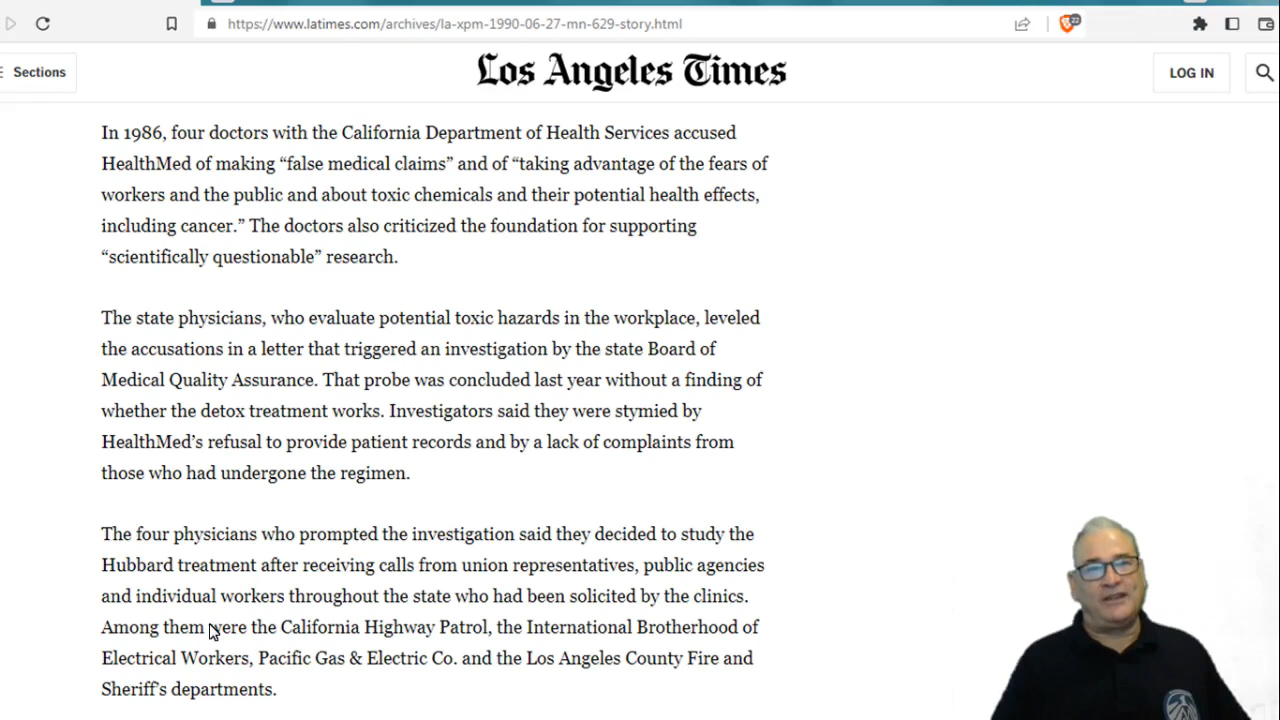 https://www.latimes.com/archives/la-xpm-1990-06-27-mn-629-story.html
22
Sections
Los Angeles Times
LOG IN
In 1986, four doctors with the California Department of Health Services accused
HealthMed of making “false medical claims” and of “taking advantage of the fears of
workers and the public and about toxic chemicals and their potential health effects,
including cancer.” The doctors also criticized the foundation for supporting
“scientifically questionable” research.
The state physicians, who evaluate potential toxic hazards in the workplace, leveled
the accusations in a letter that triggered an investigation by the state Board of
Medical Quality Assurance. That probe was concluded last year without a finding of
whether the detox treatment works. Investigators said they were stymied by
HealthMed’s refusal to provide patient records and by a lack of complaints from
those who had undergone the regimen.
The four physicians who prompted the investigation said they decided to study the
Hubbard treatment after receiving calls from union representatives, public agencies
and individual workers throughout the state who had been solicited by the clinics.
Among them were the California Highway Patrol, the International Brotherhood of
Electrical Workers, Pacific Gas & Electric Co. and the Los Angeles County Fire and
Sheriff’s departments.